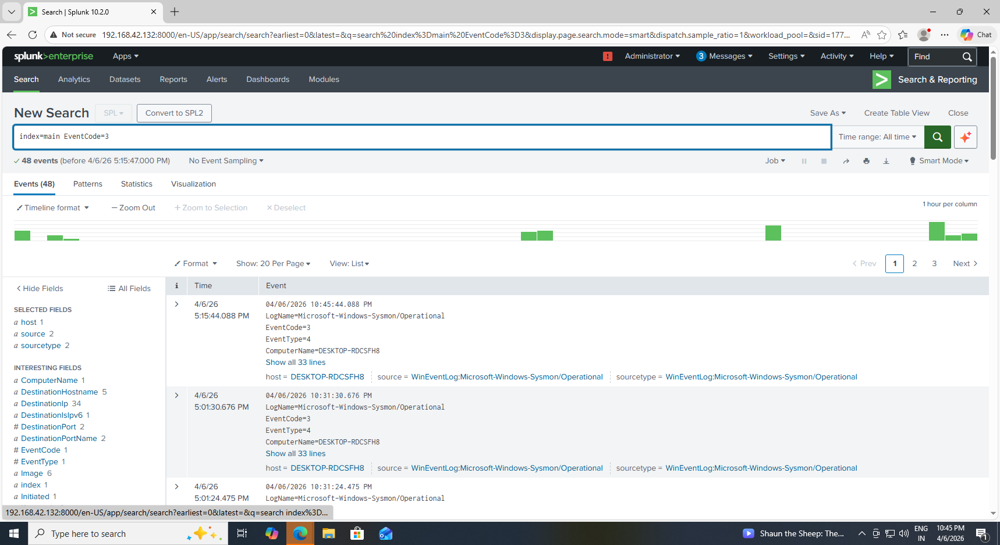 Search | Splunk 10.2.0
Not secure 192.168.42.132:8000/en-US/app/search/search?earliest=0&latest=&q=search%20index%3Dmain%20EventCode%3D3&display.page.search.mode=smart&dispatch.sample_ratio=1&workload_pool=&sid=177... Chat
splunk>enterprise Apps ! Administrator 3 Messages Settings Activity Help Find
Search Analytics Datasets Reports Alerts Dashboards Modules Search & Reporting
New Search SPL Convert to SPL2 Save As Create Table View Close
index=main EventCode=3 Time range: All time
48 events (before 4/6/26 5:15:47.000 PM) No Event Sampling Job Smart Mode
Events (48) Patterns Statistics Visualization
Timeline format — Zoom Out + Zoom to Selection × Deselect 1 hour per column
Format Show: 20 Per Page View: List < Prev 1 2 3 Next >
< Hide Fields All Fields i Time Event
SELECTED FIELDS
a host 1
a source 2
a sourcetype 2
INTERESTING FIELDS
a ComputerName 1
a DestinationHostname 5
a DestinationIp 34
a DestinationIsIpv6 1
# DestinationPort 2
a DestinationPortName 2
# EventCode 1
# EventType 1
a Image 6
a index 1
a Initiated 1
> 4/6/26 5:15:44.088 PM
04/06/2026 10:45:44.088 PM
LogName=Microsoft-Windows-Sysmon/Operational
EventCode=3
EventType=4
ComputerName=DESKTOP-RDCSFH8
Show all 33 lines
host = DESKTOP-RDCSFH8 source = WinEventLog:Microsoft-Windows-Sysmon/Operational sourcetype = WinEventLog:Microsoft-Windows-Sysmon/Operational
> 4/6/26 5:01:30.676 PM
04/06/2026 10:31:30.676 PM
LogName=Microsoft-Windows-Sysmon/Operational
EventCode=3
EventType=4
ComputerName=DESKTOP-RDCSFH8
Show all 33 lines
host = DESKTOP-RDCSFH8 source = WinEventLog:Microsoft-Windows-Sysmon/Operational sourcetype = WinEventLog:Microsoft-Windows-Sysmon/Operational
> 4/6/26 5:01:24.475 PM
04/06/2026 10:31:24.475 PM
LogName=Microsoft-Windows-Sysmon/Operational
192.168.42.132:8000/en-US/app/search/search?earliest=0&latest=&q=search index%3D...
Type here to search Shaun the Sheep: The... ENG IN 10:45 PM 4/6/2026 1